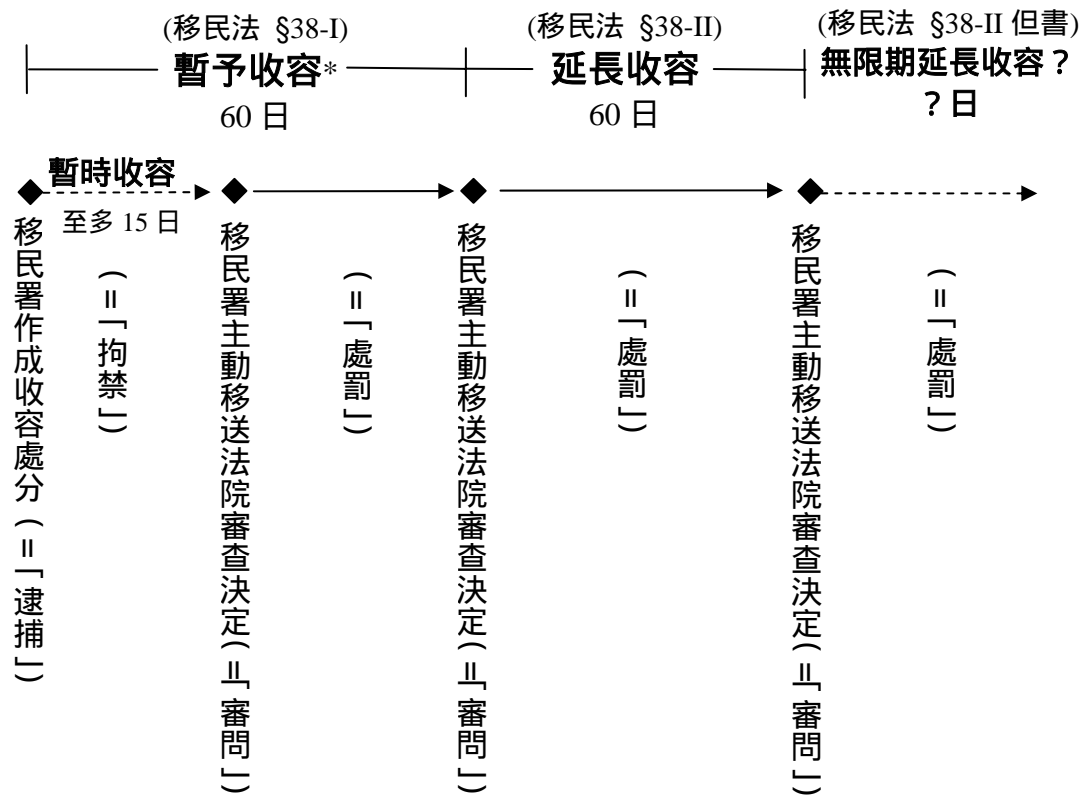 (移民法 §38-I)
(移民法 §38-II)
(移民法 §38-II 但書)
暫予收容*
延長收容
無限期延長收容？
60 日
60 日
？日
暫時收容
至多 15 日
移民署作成收容處分（=「逮捕」）
（=「拘禁」）
移民署主動移送法院審查決定（=「審問」）
（=「處罰」）
移民署主動移送法院審查決定（=「審問」）
（=「處罰」）
移民署主動移送法院審查決定（=「審問」）
（=「處罰」）